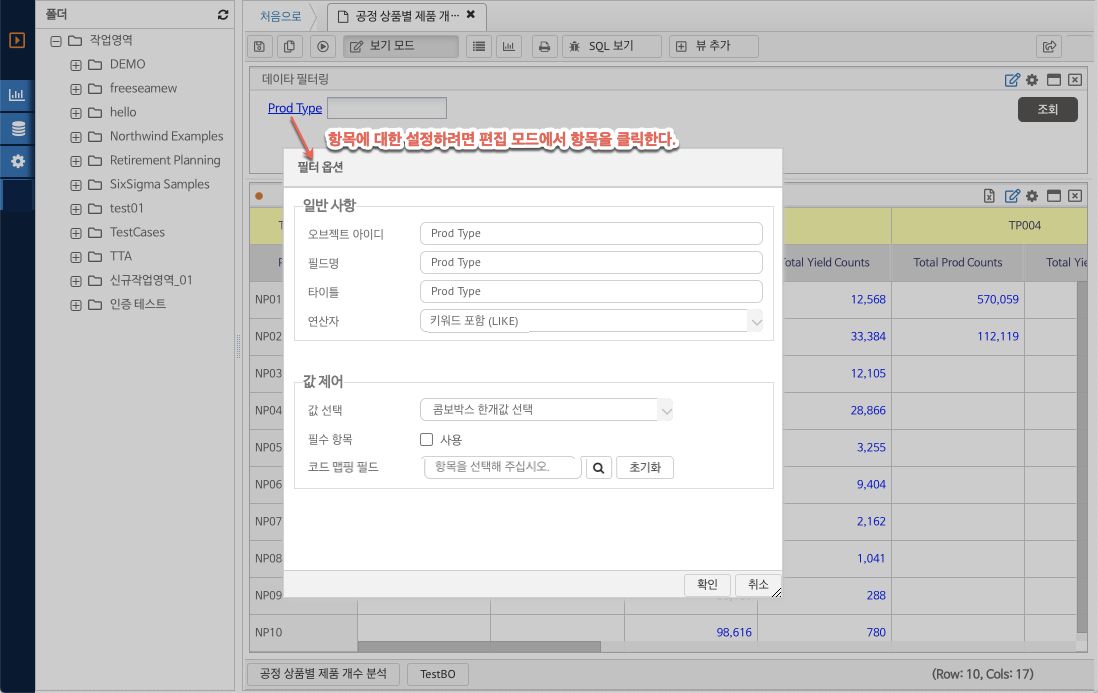 폴더
처음으로
공정 상품별 제품 개···
작업영역
DEMO
freeseamew
hello
Northwind Examples
Retirement Planning
SixSigma Samples
test01
TestCases
TTA
신규작업영역_01
인증 테스트
보기 모드
SQL 보기
뷰 추가
데이타 필터링
Prod Type
조회
항목에 대한 설정하려면 편집 모드에서 항목을 클릭한다.
필터 옵션
일반 사항
오브젝트 아이디 Prod Type
필드명 Prod Type
타이틀 Prod Type
연산자 키워드 포함 (LIKE)
값 제어
값 선택 콤보박스 한개값 선택
필수 항목 사용
코드 맵핑 필드 항목을 선택해 주십시오. 초기화
확인 취소
TP004
Yield Counts Total Prod Counts Total
NP01 12,568 570,059
NP02 33,384 112,119
NP03 12,105
NP04 28,866
NP05 3,255
NP06 9,404
NP07 2,162
NP08 1,041
NP09 288
NP10 98,616 780
공정 상품별 제품 개수 분석 TestBO (Row: 10, Cols: 17)